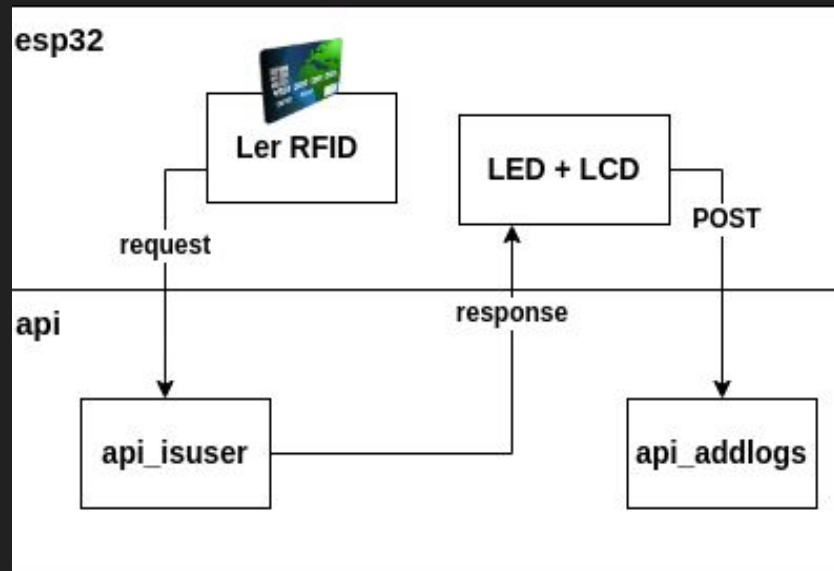 esp32
Ler RFID
LED + LCD
POST
request
response
api
api_isuser
api_addlogs